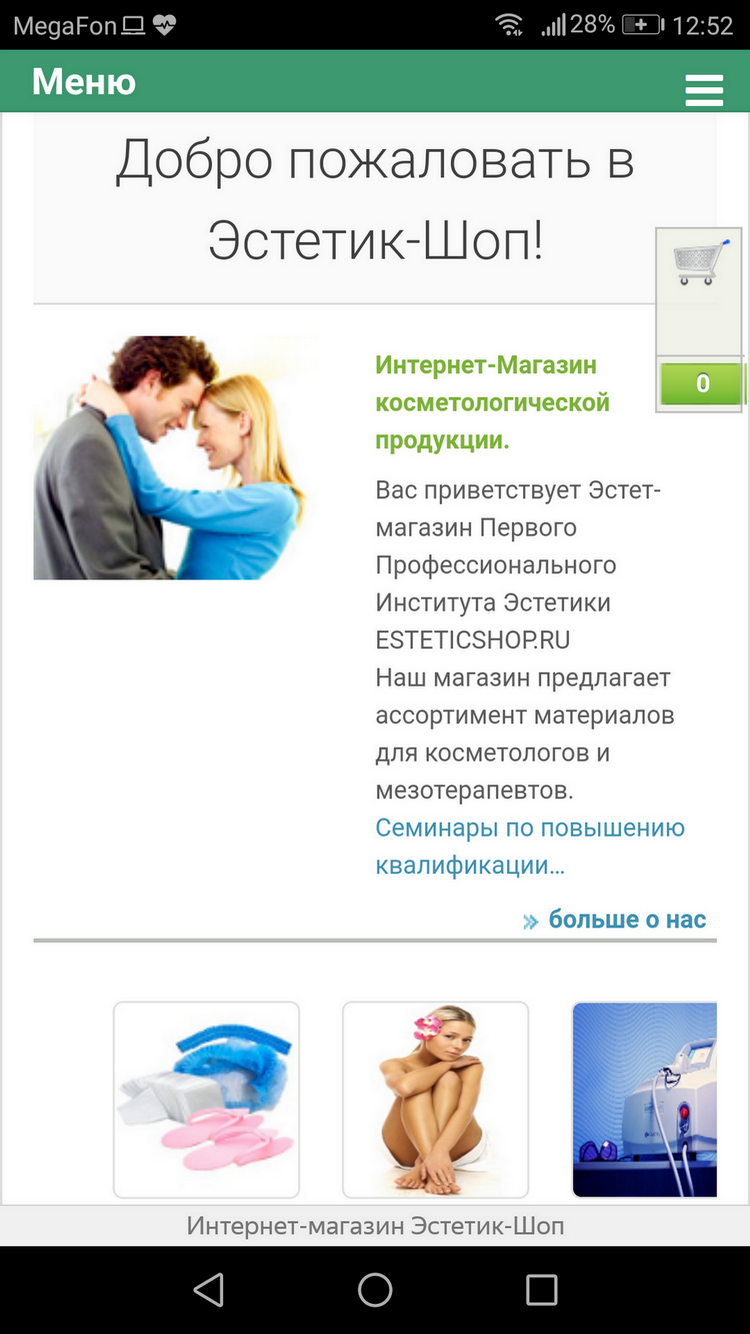 MegaFon 28% 12:52
Меню
Добро пожаловать в
Эстетик-Шоп!
0
Интернет-Магазин
косметологической
продукции.
Вас приветствует Эстет-
магазин Первого
Профессионального
Института Эстетики
ESTETICSHOP.RU
Наш магазин предлагает
ассортимент материалов
для косметологов и
мезотерапевтов.
Семинары по повышению
квалификации...
» больше о нас
Интернет-магазин Эстетик-Шоп